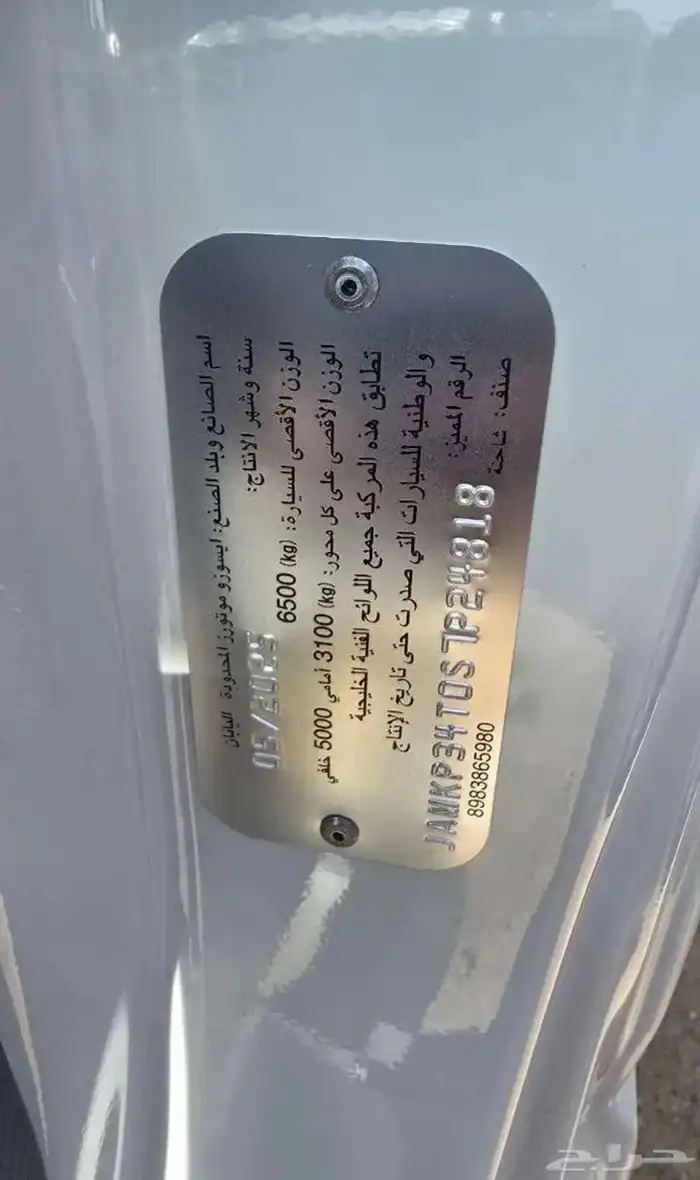 اسم الصانع وبلد الصنع: ايسوزو موتورز المحدودة اليابان
سنة وشهر الانتاج: 05/2025
الوزن الأقصى للسيارة: (kg) 6500
الوزن الأقصى على كل محور: (kg) 3100 أمامي 5000 خلفي
تطابق هذه المركبة جميع اللوائح الفنية الخليجية
والوطنية للسيارات التي صدرت حتى تاريخ الإنتاج
الرقم المميز: JAMKP34TOS7P24818
صنف: شاحنة 8983865980
حراج